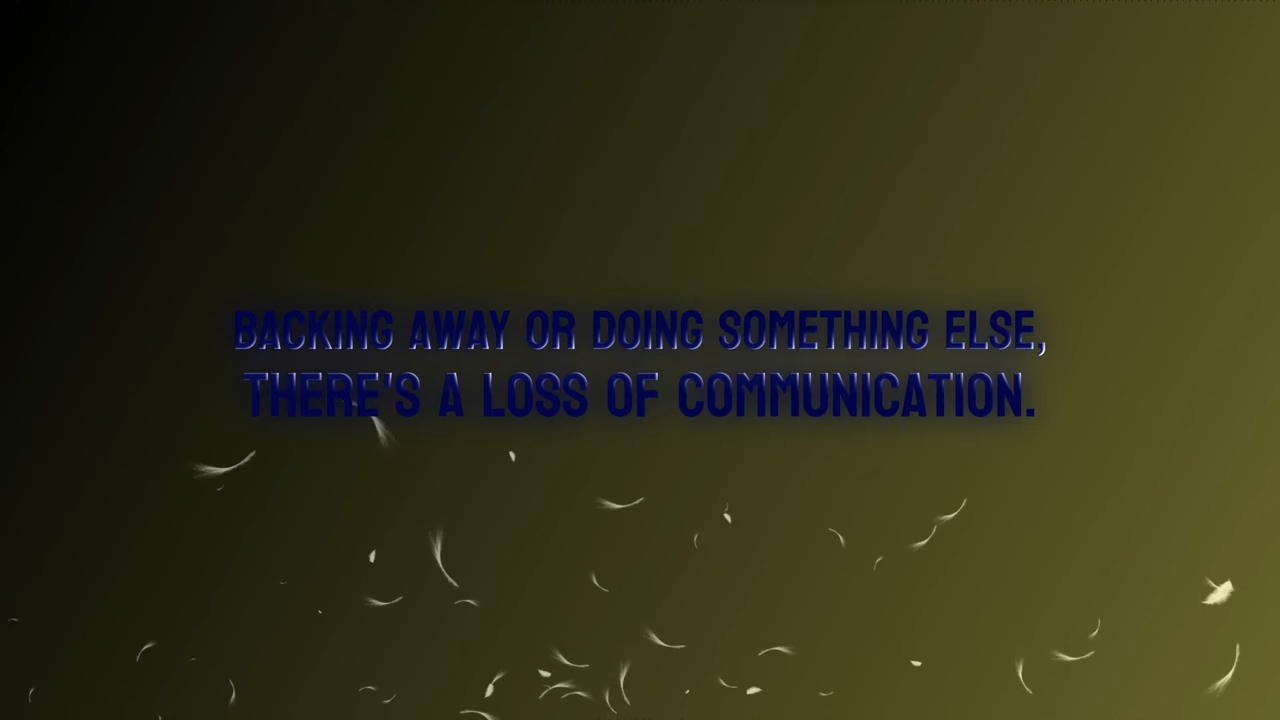 BACKING AWAY OR DOING SOMETHING ELSE,
THERE'S A LOSS OF COMMUNICATION.